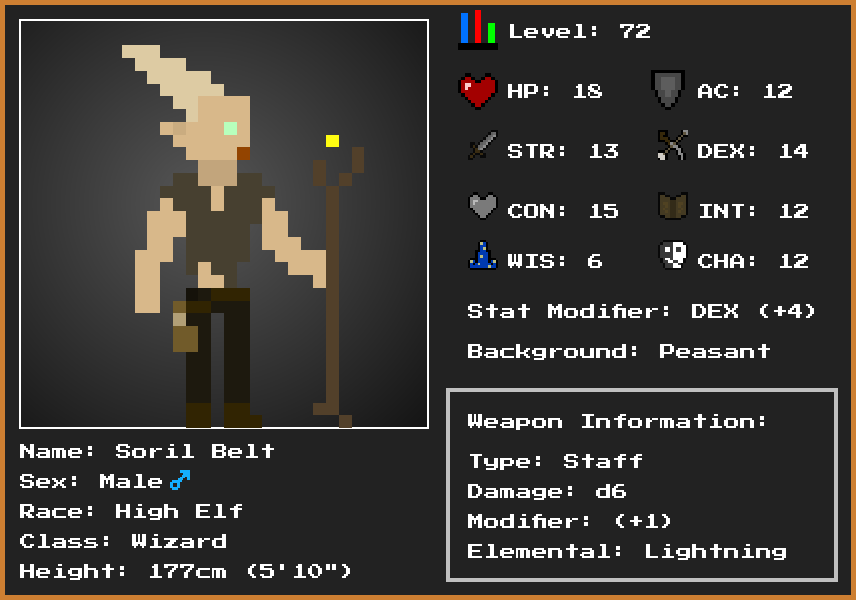 Level: 72
HP: 18 AC: 12
STR: 13 DEX: 14
CON: 15 INT: 12
WIS: 6 CHA: 12
Stat Modifier: DEX (+4)
Background: Peasant
Weapon Information:
Type: Staff
Damage: d6
Modifier: (+1)
Elemental: Lightning
Name: Soril Belt
Sex: Male♂
Race: High Elf
Class: Wizard
Height: 177cm (5'10")